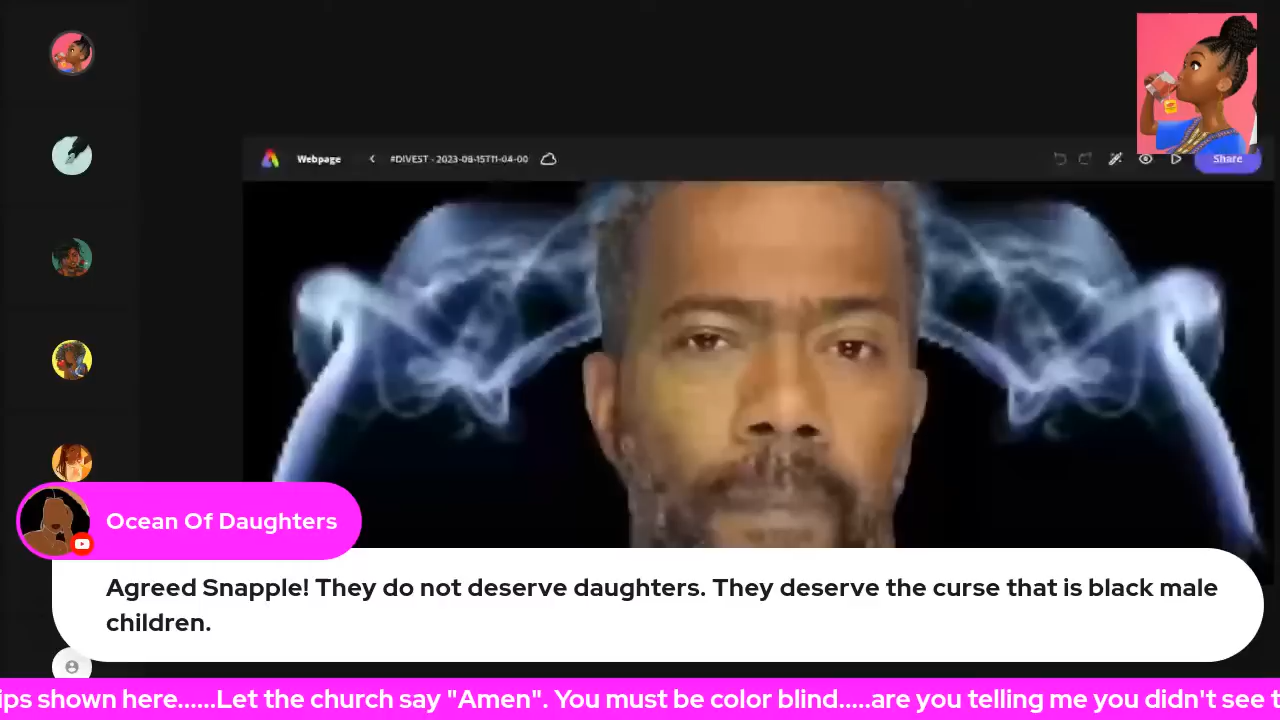 Webpage
#DIVEST - 2023-08-15T11-04-00
Share
Ocean Of Daughters
Agreed Snapple! They do not deserve daughters. They deserve the curse that is black male
children.
ips shown here......Let the church say "Amen". You must be color blind.....are you telling me you didn't see t